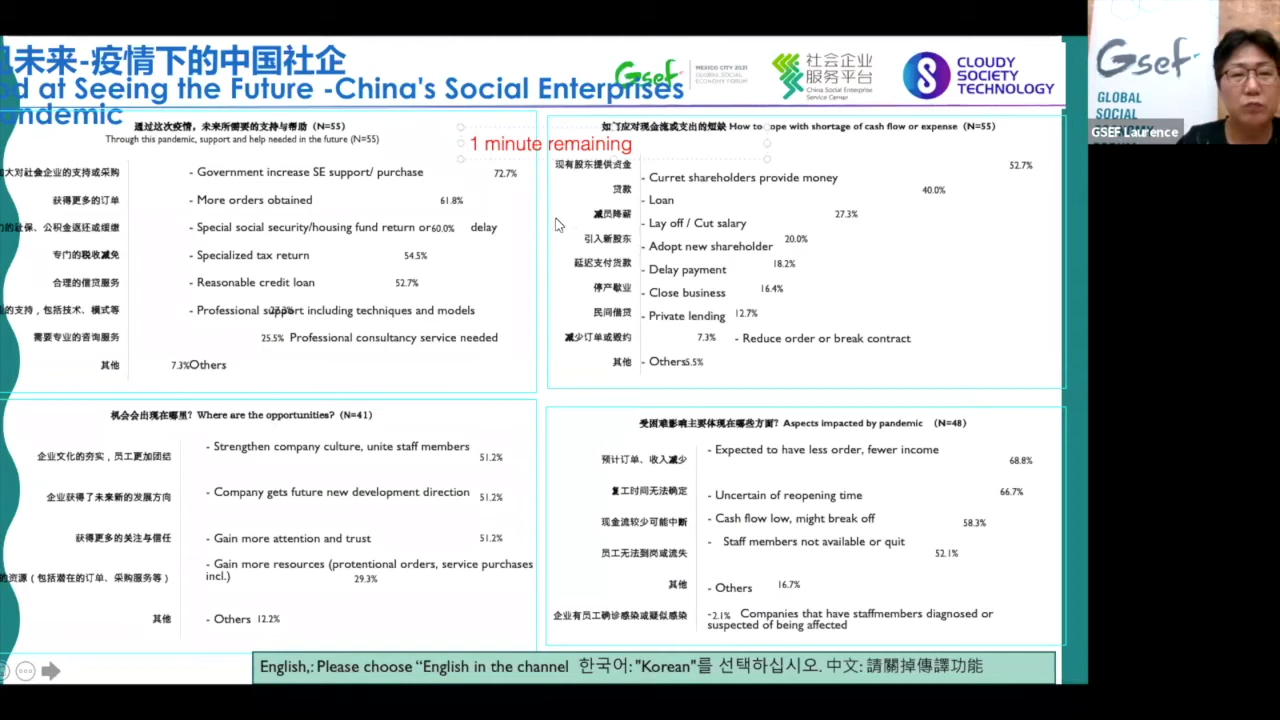 未来-疫情下的中国社企
at Seeing the Future -China's Social Enterprises
andemic
Gsef
MEXICO CITY 2021
GLOBAL SOCIAL
ECONOMY FORUM
社会企业
服务平台
China Social Enterprise
Service Center
CLOUDY
SOCIETY
TECHNOLOGY
Gsef
GLOBAL
SOCIAL
GSEF Laurence
1 minute remaining
通过这次疫情，未来所需要的支持与帮助（N=55）
Through this pandemic, support and help needed in the future (N=55)
大对社会企业的支持或采购 - Government increase SE support/ purchase 72.7%
获得更多的订单 - More orders obtained 61.8%
的社保、公积金返还或缓缴 - Special social security/housing fund return or 60.0% delay
专门的税收减免 - Specialized tax return 54.5%
合理的信贷服务 - Reasonable credit loan 52.7%
的支持，包括技术、模式等 - Professional support including techniques and models
需要专业的咨询服务 25.5% Professional consultancy service needed
其他 7.3% Others
如何应对现金流或支出的短缺 How to cope with shortage of cash flow or expense（N=55）
现有股东提供资金 - Curret shareholders provide money 52.7%
贷款 - Loan 40.0%
减员降薪 - Lay off / Cut salary 27.3%
引入新股东 - Adopt new shareholder 20.0%
延迟支付货款 - Delay payment 18.2%
停产歇业 - Close business 16.4%
民间借贷 - Private lending 12.7%
减少订单或毁约 7.3% - Reduce order or break contract
其他 - Others 5.5%
机会会出现在哪里？Where are the opportunities?（N=41）
企业文化的夯实，员工更加团结 - Strengthen company culture, unite staff members 51.2%
企业获得了未来新的发展方向 - Company gets future new development direction 51.2%
获得更多的关注与信任 - Gain more attention and trust 51.2%
的资源（包括潜在的订单、采购服务等） - Gain more resources (protentional orders, service purchases
incl.) 29.3%
其他 - Others 12.2%
受困难影响主要体现在哪些方面？Aspects impacted by pandemic （N=48）
预计订单、收入减少 - Expected to have less order, fewer income 68.8%
复工时间无法确定 - Uncertain of reopening time 66.7%
现金流较少可能中断 - Cash flow low, might break off 58.3%
员工无法到岗或流失 - Staff members not available or quit 52.1%
其他 - Others 16.7%
企业有员工确诊感染或疑似感染 - 2.1% Companies that have staffmembers diagnosed or
suspected of being affected
English,: Please choose “English in the channel 한국어: "Korean"를 선택하십시오. 中文: 請關掉傳譯功能